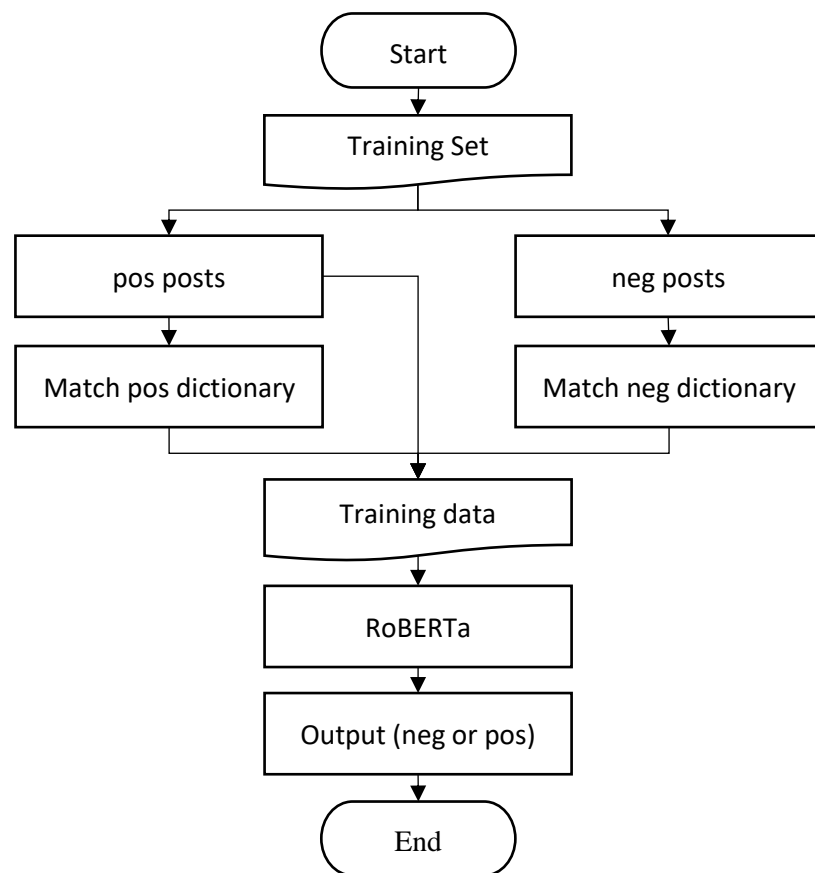 Start
Training Set
pos posts
neg posts
Match pos dictionary
Match neg dictionary
Training data
RoBERTa
Output (neg or pos)
End